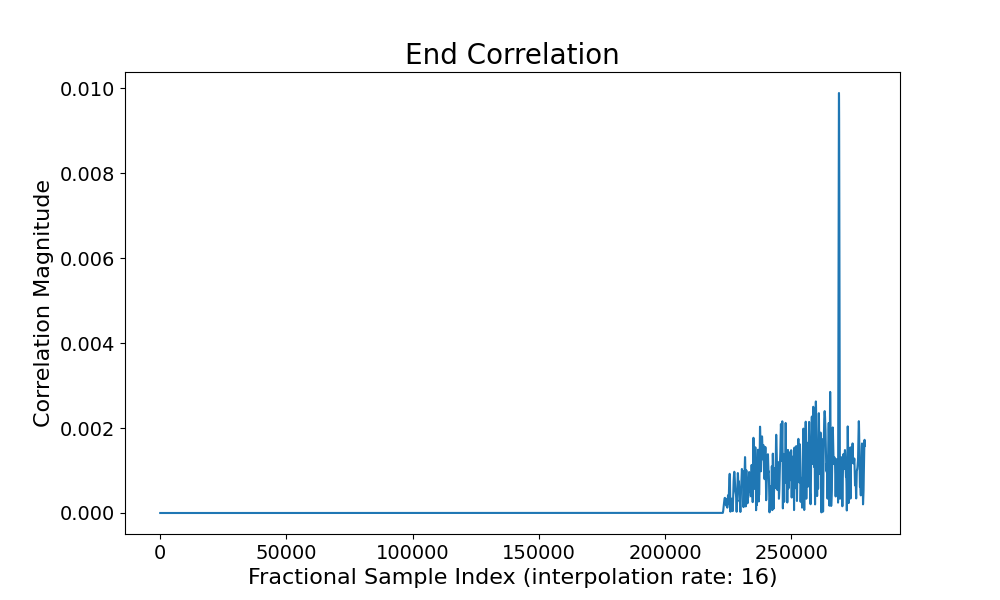 End Correlation
0.010
0.008
0.006
0.004
0.002
0.000
Correlation Magnitude
0 50000 100000 150000 200000 250000
Fractional Sample Index (interpolation rate: 16)